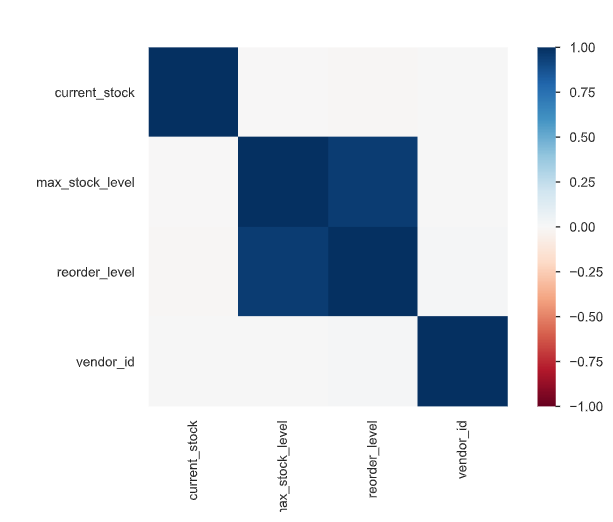 current_stock
max_stock_level
reorder_level
vendor_id
1.00
0.75
0.50
0.25
0.00
−0.25
−0.50
−0.75
−1.00
current_stock
max_stock_level
reorder_level
vendor_id